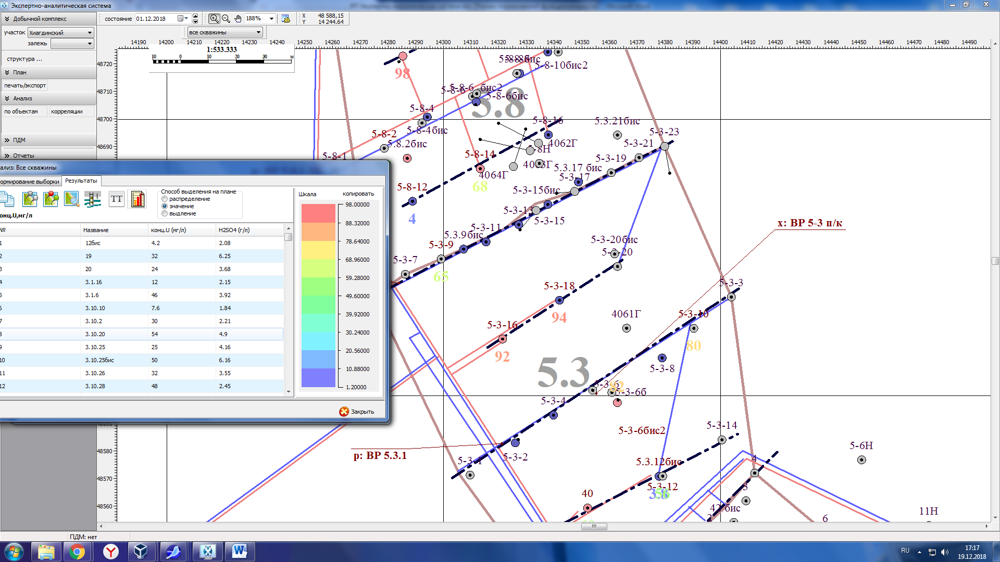 Экспертно-аналитическая система
Добычной комплекс
участок Хиагдинский
залежь
структура ...
План
печать/экспорт
Анализ
по объектам корреляции
ПДМ
Отчеты
состояние 01.12.2018 188% X 48 588,15
Y 14 244.64
все скважины
14190 14200 14210 14220 14230 14240 14250 14260 14270 14280 14290 14300 14310 14320 14330 14340 14350 14360 14370 14380 14390 14400 14410 14420 14430 14440 14450 14460 14470 14480 14490
1:533.333
10 0 10 20 30 м
48720
48710
48700
48690
48580
48570
48560
ализ: Все скважины
ормирование выборки Результаты
Способ выделения на плане
распределение
значение
выдление
TT
онц.U,мг/л
№ Название конц.U (мг/л) H2SO4 (г/л)
1 12бис 4.2 2.08
2 19 32 6.25
3 20 24 3.68
4 3.1.16 12 2.15
5 3.1.6 46 3.92
6 3.10.10 7.6 1.84
7 3.10.2 30 2.21
8 3.10.20 54 4.9
9 3.10.25 25 4.16
10 3.10.25бис 50 6.16
11 3.10.26 32 3.55
12 3.10.28 48 2.45
Шкала копировать
98.00000
88.32000
78.64000
68.96000
59.28000
49.60000
39.92000
30.24000
20.56000
10.88000
1.20000
Закрыть
98
5-8-10бис2
5-8-6 бис2
5-8-6
5-8-6бис
5.8
5-8-4
5-8-4бис
5-8-2
5.8.2бис
5-8-1
5-8-16
5.3.21бис
5-3-23
4062Г
5-3-21
5-8-14
5-3-19
4064Г
68
5.3.17 бис
5-3-17
5-8-12
5-3-15бис
4
5-3-13
5-3-15
5-3-11
5.3.9бис
5-3-9
5-3-7
65
x: ВР 5-3 п/к
5-3-20бис
5-3-18
94
5-3-3
4061Г
5-3-10
5-3-16
92
80
5.3
5-3-8
5-3-6
82
5-3-6б
5-3-4
5-3-6бис2
5-3-14
p: ВР 5.3.1
5-3-1
5-3-2
5-6Н
5.3.12бис
4
5-3-12
40
3
42 бис
6
11Н
ПДМ: нет
RU
17:17
19.12.2018